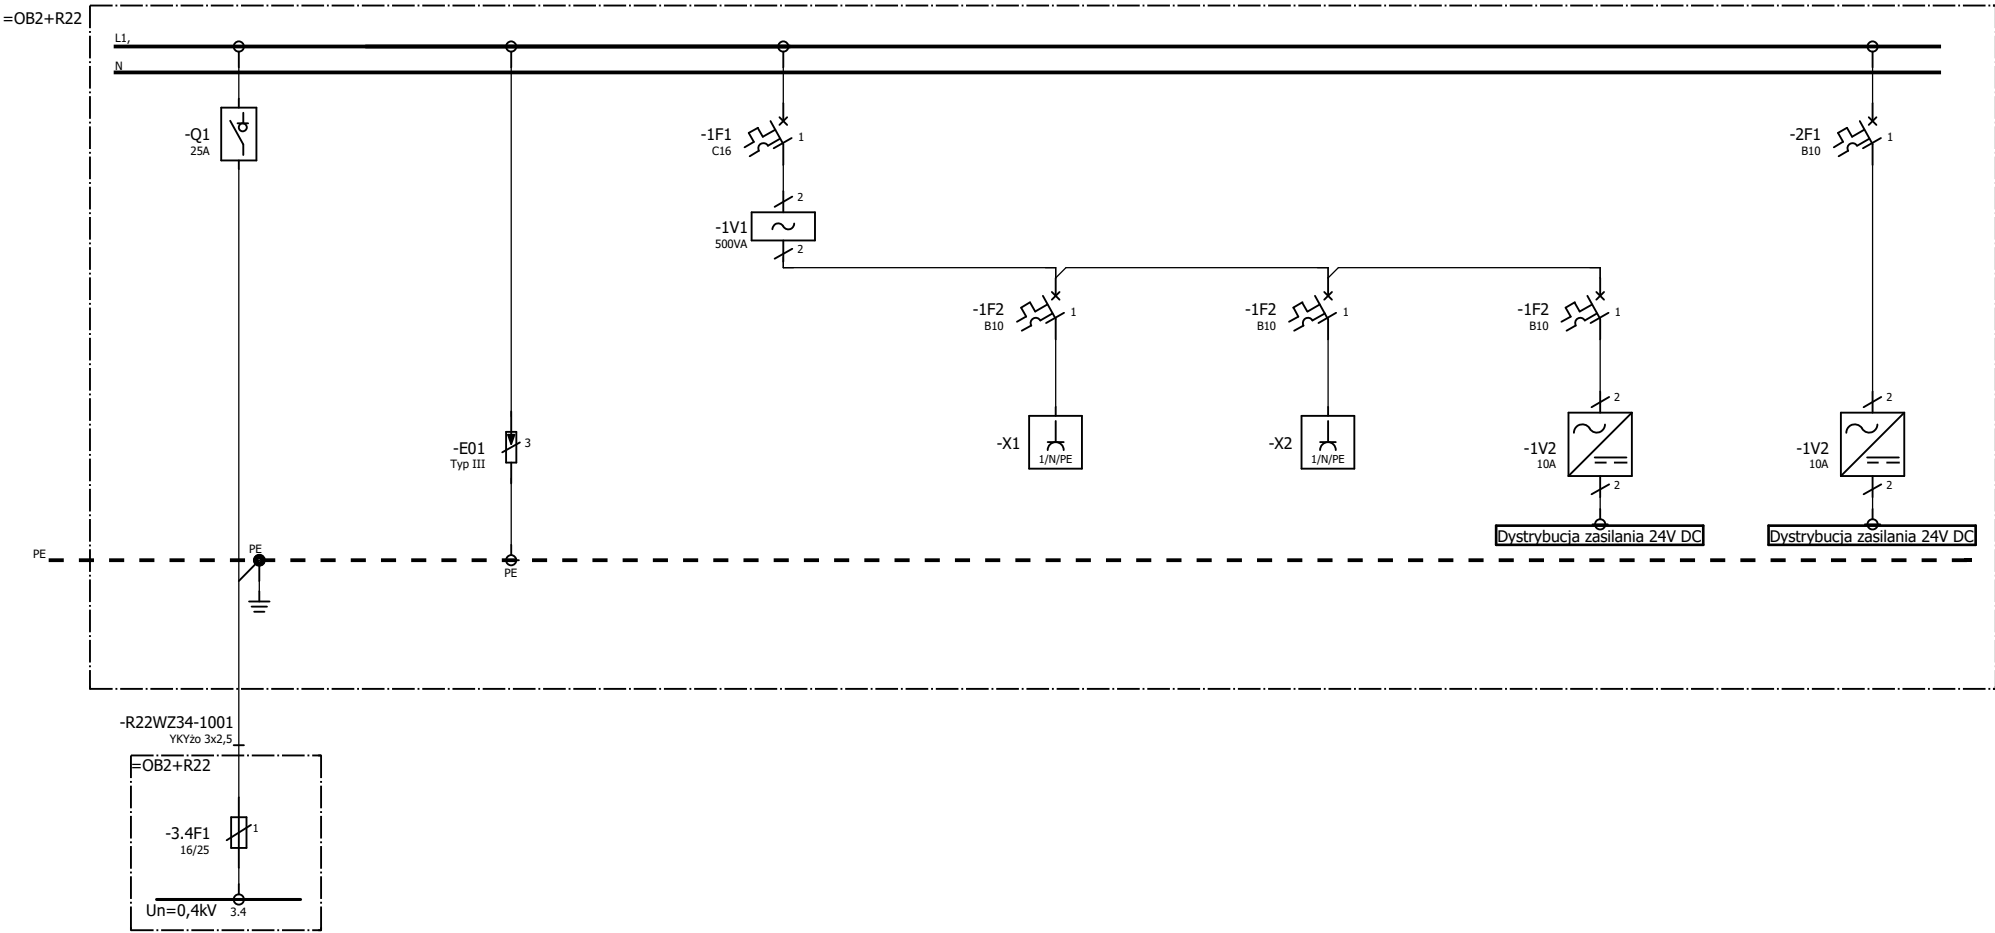 =OB2+R22
L1,
N
-Q1
25A
-1F1
C16
1
-2F1
B10
1
2
-1V1
500VA
2
-1F2
B10
1
-1F2
B10
1
-1F2
B10
1
-E01
Typ III
3
-X1
1/N/PE
-X2
1/N/PE
2
-1V2
10A
2
2
-1V2
10A
2
Dystrybucja zasilania 24V DC
Dystrybucja zasilania 24V DC
PE
PE
PE
-R22WZ34-1001
YKYżo 3x2,5
=OB2+R22
-3.4F1
16/25
1
Un=0,4kV
3.4